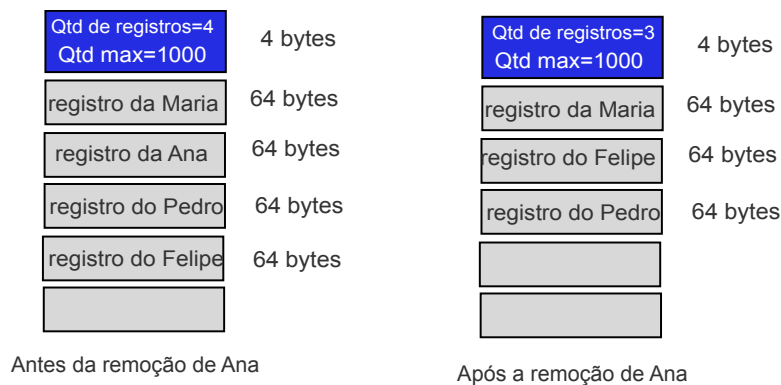 Qtd de registros=4
Qtd max=1000
4 bytes
registro da Maria
64 bytes
registro da Ana
64 bytes
registro do Pedro
64 bytes
registro do Felipe
64 bytes
Antes da remoção de Ana
Qtd de registros=3
Qtd max=1000
4 bytes
registro da Maria
64 bytes
registro do Felipe
64 bytes
registro do Pedro
64 bytes
Após a remoção de Ana